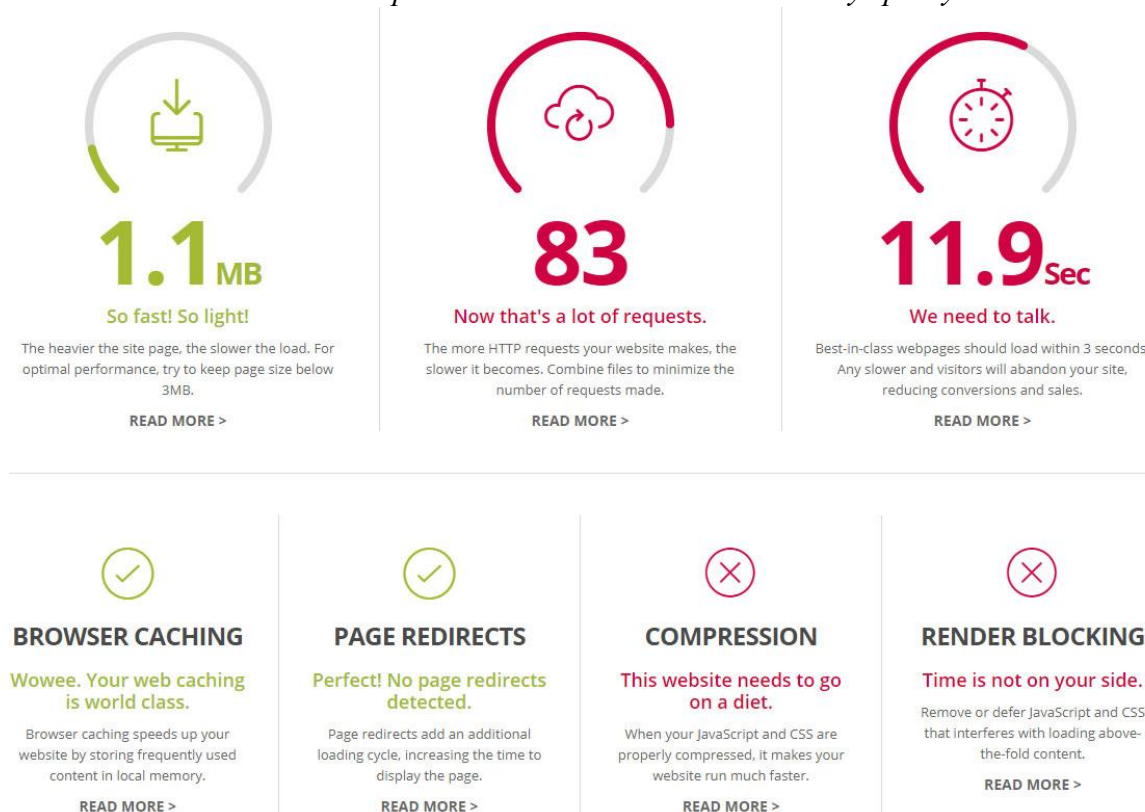 1.1MB
So fast! So light!
The heavier the site page, the slower the load. For
optimal performance, try to keep page size below
3MB.
READ MORE >
83
Now that's a lot of requests.
The more HTTP requests your website makes, the
slower it becomes. Combine files to minimize the
number of requests made.
READ MORE >
11.9Sec
We need to talk.
Best-in-class webpages should load within 3 seconds
Any slower and visitors will abandon your site,
reducing conversions and sales.
READ MORE >
BROWSER CACHING
Wowee. Your web caching
is world class.
Browser caching speeds up your
website by storing frequently used
content in local memory.
READ MORE >
PAGE REDIRECTS
Perfect! No page redirects
detected.
Page redirects add an additional
loading cycle, increasing the time to
display the page.
READ MORE >
COMPRESSION
This website needs to go
on a diet.
When your JavaScript and CSS are
properly compressed, it makes your
website run much faster.
READ MORE >
RENDER BLOCKING
Time is not on your side.
Remove or defer JavaScript and CSS
that interferes with loading above-
the-fold content.
READ MORE >